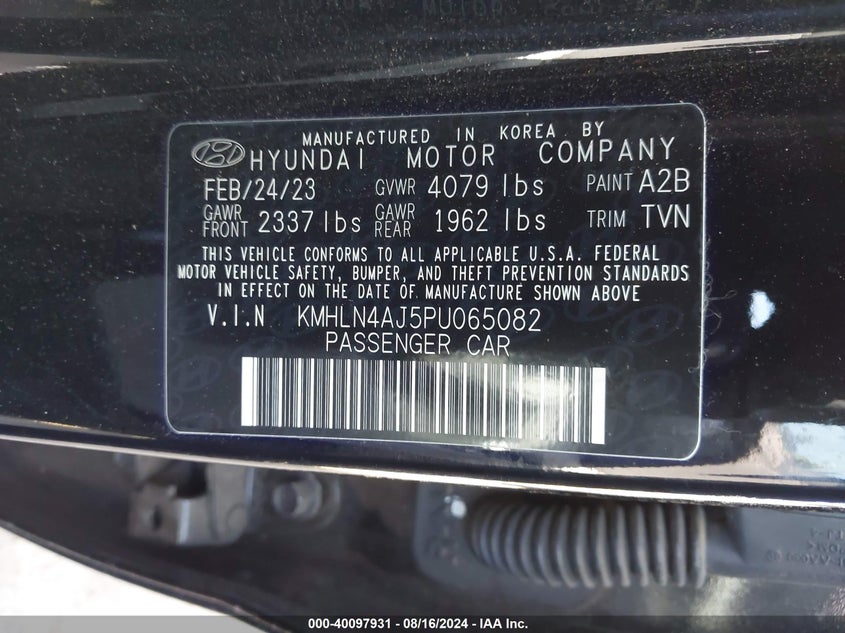 MANUFACTURED IN KOREA BY
HYUNDAI MOTOR COMPANY
FEB/24/23 GVWR 4079 lbs PAINT A2B
GAWR FRONT 2337 lbs GAWR REAR 1962 lbs TRIM TVN
THIS VEHICLE CONFORMS TO ALL APPLICABLE U.S.A. FEDERAL
MOTOR VEHICLE SAFETY, BUMPER, AND THEFT PREVENTION STANDARDS
IN EFFECT ON THE DATE OF MANUFACTURE SHOWN ABOVE
V.I.N KMHLN4AJ5PU065082
PASSENGER CAR
000-40097931 - 08/16/2024 - IAA Inc.